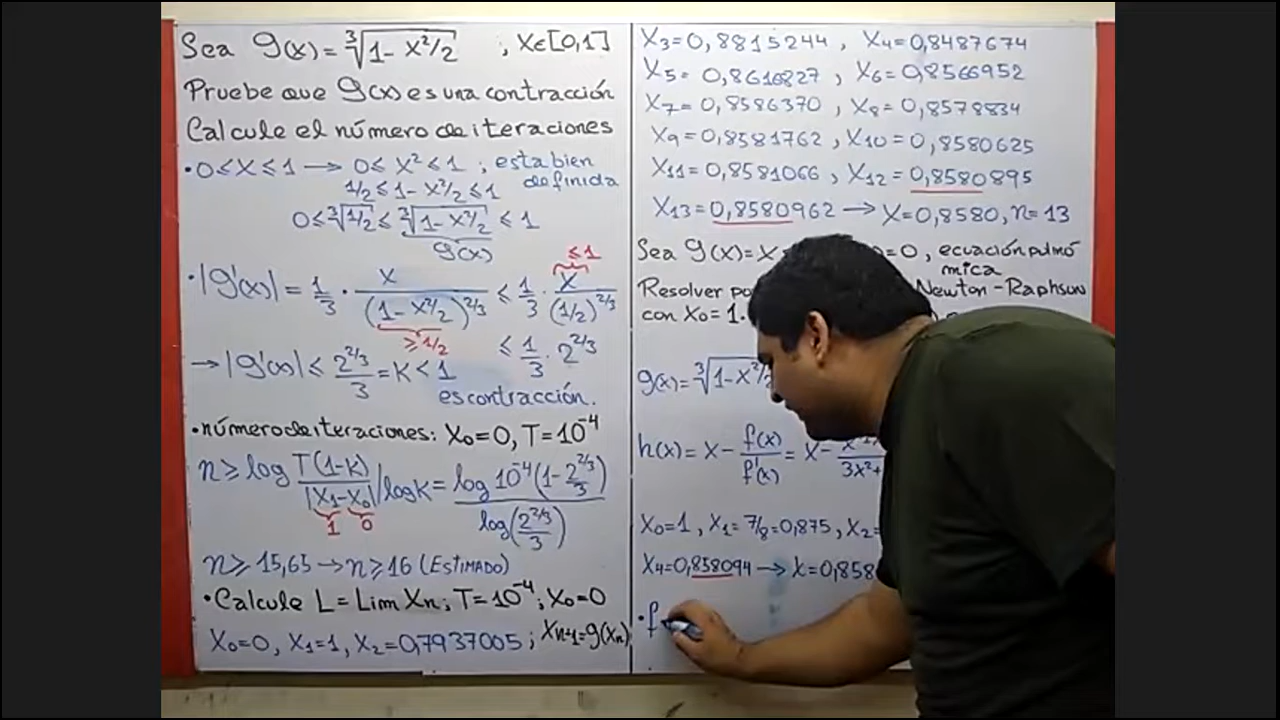 Sea g(x) = ∛(1-x²/2) , x∈[0,1]
Pruebe que g(x) es una contracción
Calcule el número de iteraciones
• 0≤x≤1 → 0≤x²≤1 ; esta bien definida
1/2 ≤ 1-x²/2 ≤ 1
0 ≤ ∛(1/2) ≤ ∛(1-x²/2) ≤ 1
g(x)
≤1
• |g'(x)| = 1/3 · x/(1-x²/2)^(2/3) ≤ 1/3 · x/(1/2)^(2/3)
≥1/2
≤ 1/3 · 2^(2/3)
→ |g'(x)| ≤ 2^(2/3)/3 = K < 1
es contracción.
• número de iteraciones: X₀=0, T=10⁻⁴
n ≥ log T(1-K)/|X₁-X₀| / log K = log 10⁻⁴(1-2^(2/3)/3) / log(2^(2/3)/3)
1 0
n ≥ 15,65 → n ≥ 16 (ESTIMADO)
• Calcule L = Lim Xn ; T=10⁻⁴ ; X₀=0
X₀=0, X₁=1, X₂=0,7937005 ; Xn+1=g(Xn)
X₃=0,8815244 , X₄=0,8487674
X₅=0,8616827 , X₆=0,8566952
X₇=0,8586370 , X₈=0,8578834
X₉=0,8581762 , X₁₀=0,8580625
X₁₁=0,8581066 , X₁₂=0,8580895
X₁₃=0,8580962 → X=0,8580, n=13
Sea g(x)=x =0 , ecuación pulmó
mica
Resolver Newton-Raphson
con X₀=1.
g(x)=∛(1-x²/2
h(x) = x - f(x)/f'(x) = x -
3x²+
X₀=1 , X₁=7/8=0,875, X₂=
X₄=0,858094 → X=0,858
• f